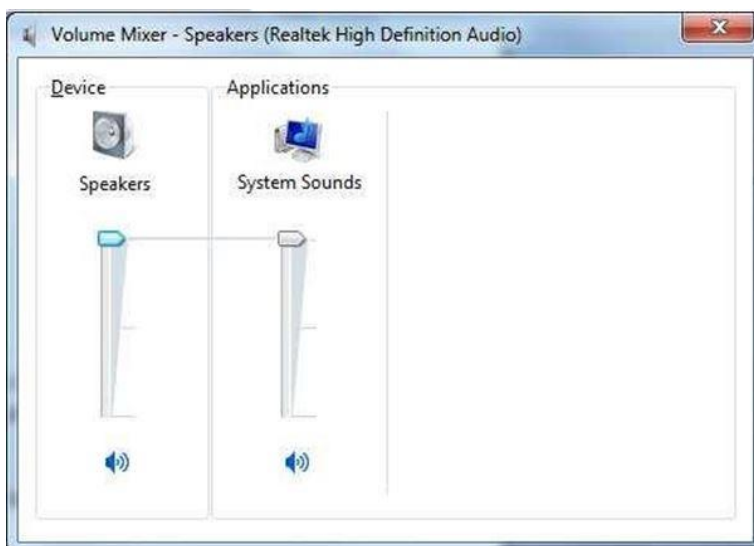 Volume Mixer - Speakers (Realtek High Definition Audio)
Device
Applications
Speakers
System Sounds